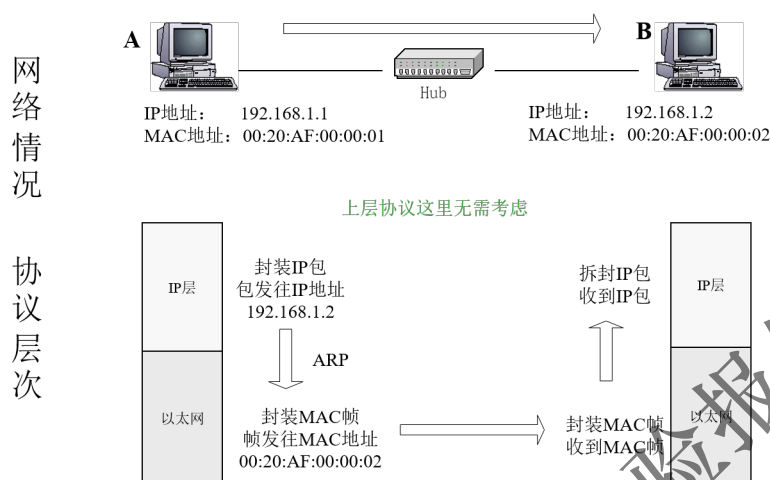 网络情况
A
B
Hub
IP地址： 192.168.1.1
MAC地址：00:20:AF:00:00:01
IP地址： 192.168.1.2
MAC地址：00:20:AF:00:00:02
上层协议这里无需考虑
协议层次
IP层
封装IP包
包发往IP地址
192.168.1.2
ARP
以太网
封装MAC帧
帧发往MAC地址
00:20:AF:00:00:02
拆封IP包
收到IP包
封装MAC帧
收到MAC帧
IP层
以太网
验报